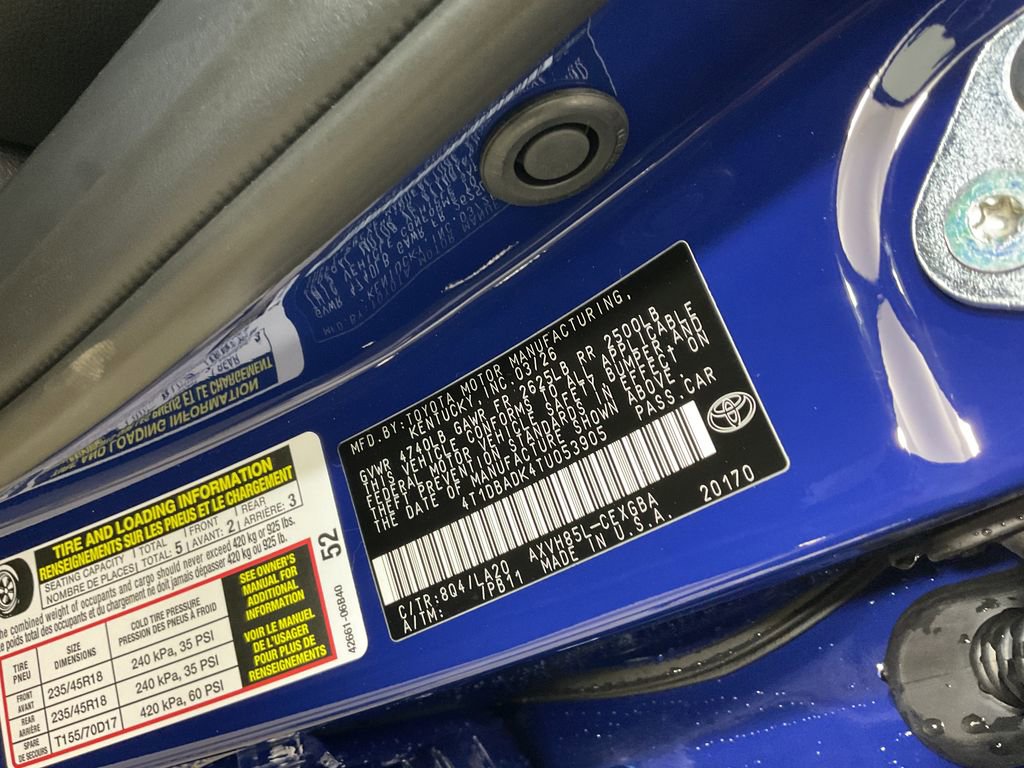 MFD.BY:TOYOTA MOTOR MANUFACTURING,
KENTUCKY,INC. 03/26
GVWR 4740LB GAWR FR 2625LB RR 2500LB
FEDERAL VEHICLE CONFORMS TO ALL APPLICABLE
THEFT PREVENTION STANDARDS IN EFFECT ON
THE DATE OF MANUFACTURE SHOWN ABOVE.
4T1DBADK4TU053905 PASS.CAR
C/TR:8Q4/LA20 AXVH85L-CEXGBA 20170
A/TM: 7PB11 MADE IN U.S.A.
TIRE AND LOADING INFORMATION
RENSEIGNEMENTS SUR LES PNEUS ET LE CHARGEMENT
SEATING CAPACITY TOTAL 5 FRONT 2 REAR 3
NOMBRE DE PLACES TOTAL 5 AVANT: 2 ARRIÈRE: 3
The combined weight of occupants and cargo should never exceed 420 kg or 925 lbs.
Le poids total des occupants et du chargement ne doit jamais dépasser 420 kg ou 925 lbs.
TIRE SIZE COLD TIRE PRESSURE
PNEU DIMENSIONS PRESSION DES PNEUS À FROID
FRONT
AVANT 235/45R18 240 kPa, 35 PSI
REAR
ARRIÈRE 235/45R18 240 kPa, 35 PSI
SPARE
DE SECOURS T155/70D17 420 kPa, 60 PSI
SEE OWNER'S
MANUAL FOR
ADDITIONAL
INFORMATION
VOIR LE MANUEL
DE L'USAGER
POUR PLUS DE
RENSEIGNEMENTS
52
42661-06B40